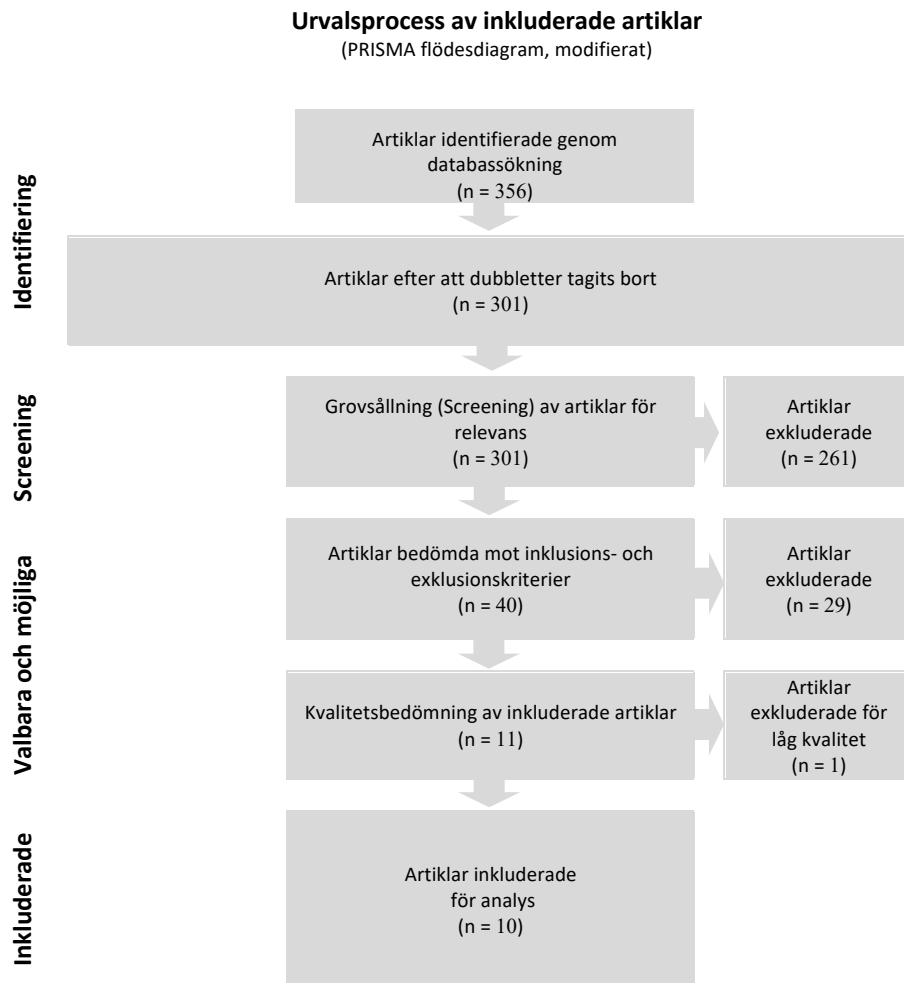 Urvalsprocess av inkluderade artiklar
(PRISMA flödesdiagram, modifierat)
Identifiering
Artiklar identifierade genom
databassökning
(n = 356)
Artiklar efter att dubbletter tagits bort
(n = 301)
Screening
Grovsållning (Screening) av artiklar för
relevans
(n = 301)
Artiklar
exkluderade
(n = 261)
Valbara och möjliga
Artiklar bedömda mot inklusions- och
exklusionskriterier
(n = 40)
Artiklar
exkluderade
(n = 29)
Kvalitetsbedömning av inkluderade artiklar
(n = 11)
Artiklar
exkluderade för
låg kvalitet
(n = 1)
Inkluderade
Artiklar inkluderade
för analys
(n = 10)